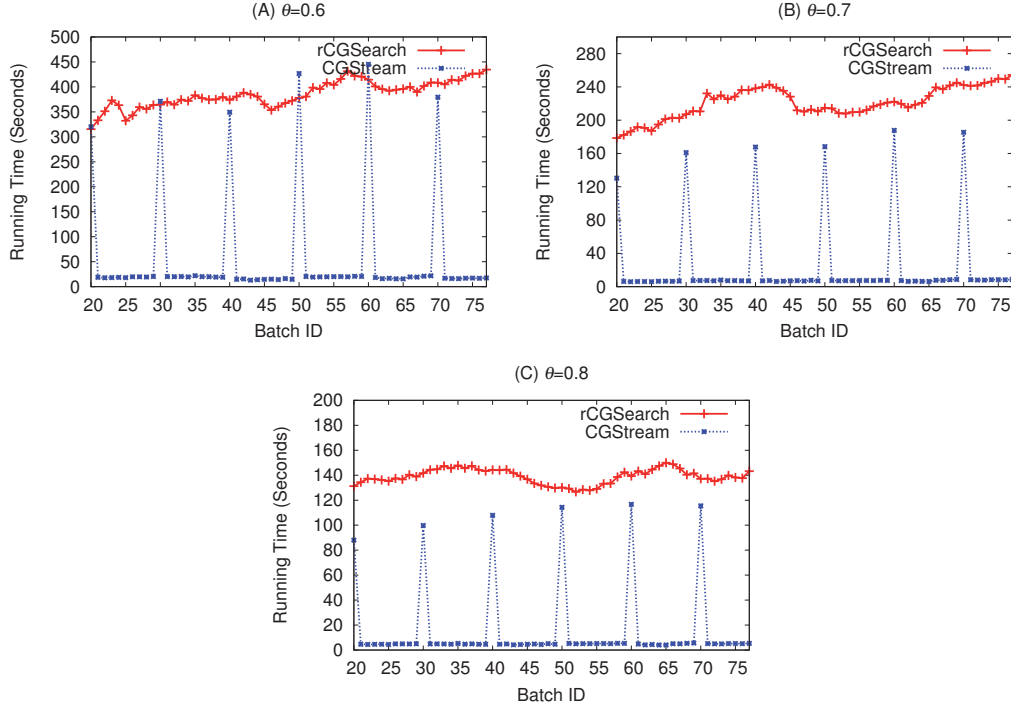 (A) θ=0.6
500
450
400
350
300
250
200
150
100
50
0
Running Time (Seconds)
rCGSearch
CGStream
20 25 30 35 40 45 50 55 60 65 70 75
Batch ID
(B) θ=0.7
280
240
200
160
120
80
40
0
Running Time (Seconds)
rCGSearch
CGStream
20 25 30 35 40 45 50 55 60 65 70 75
Batch ID
(C) θ=0.8
200
180
160
140
120
100
80
60
40
20
0
Running Time (Seconds)
rCGSearch
CGStream
20 25 30 35 40 45 50 55 60 65 70 75
Batch ID